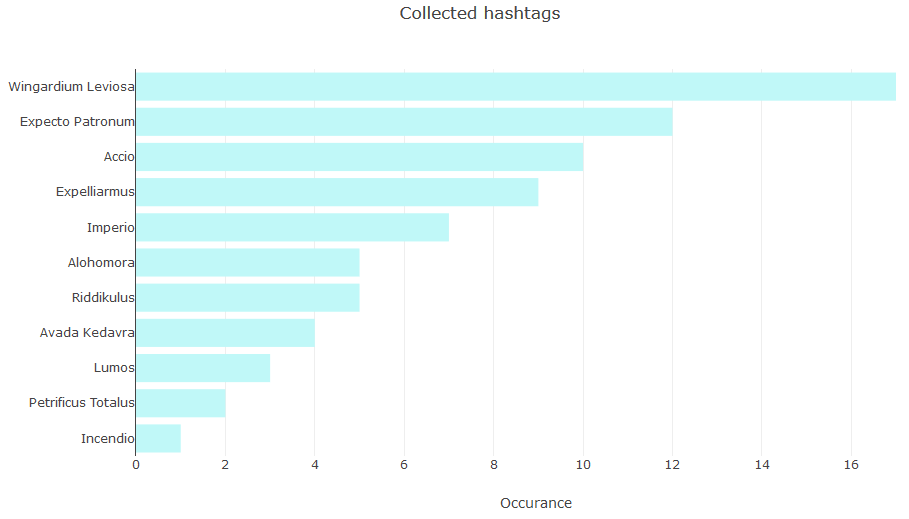 Collected hashtags
Wingardium Leviosa
Expecto Patronum
Accio
Expelliarmus
Imperio
Alohomora
Riddikulus
Avada Kedavra
Lumos
Petrificus Totalus
Incendio
0 2 4 6 8 10 12 14 16
Occurance